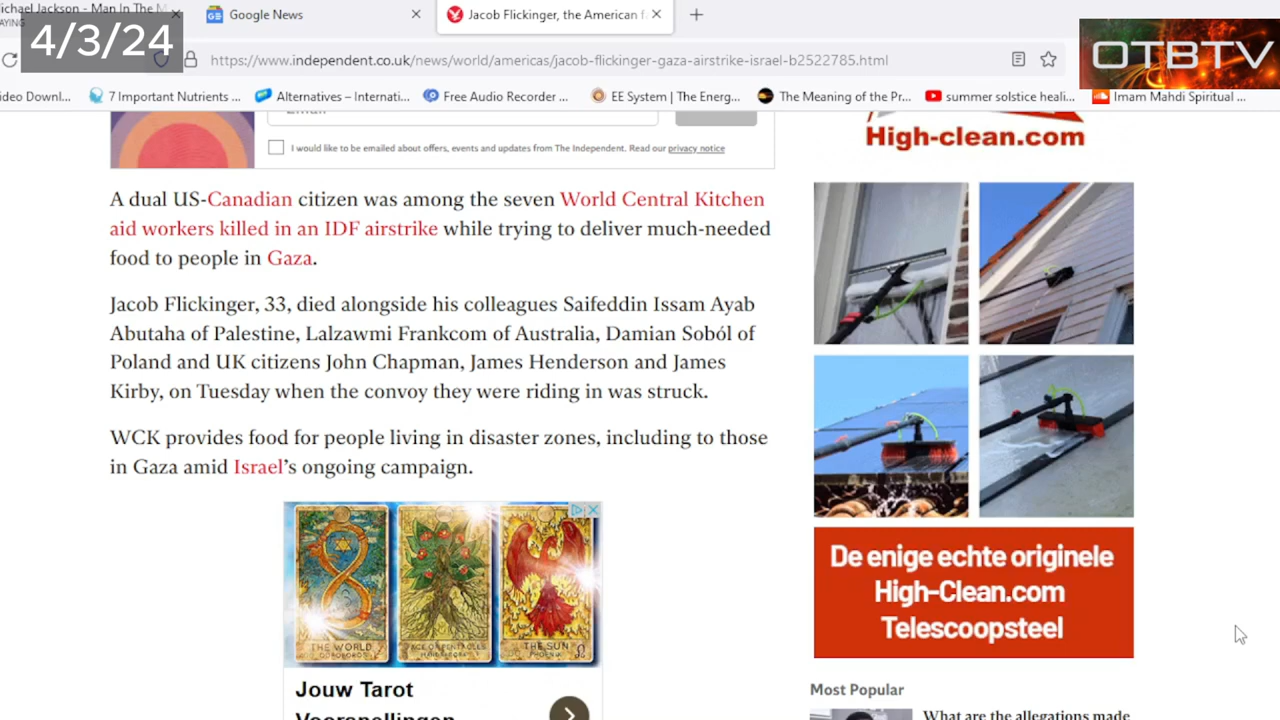 ichael Jackson - Man In The M
AYING
Google News
Jacob Flickinger, the American f
4/3/24
OTBTV
https://www.independent.co.uk/news/world/americas/jacob-flickinger-gaza-airstrike-israel-b2522785.html
ideo Downl...
7 Important Nutrients ...
Alternatives – Internati...
Free Audio Recorder ...
EE System | The Energ...
The Meaning of the Pr...
summer solstice heali...
Imam Mahdi Spiritual ...
Email
I would like to be emailed about offers, events and updates from The Independent. Read our privacy notice
High-clean.com
A dual US-Canadian citizen was among the seven World Central Kitchen
aid workers killed in an IDF airstrike while trying to deliver much-needed
food to people in Gaza.
Jacob Flickinger, 33, died alongside his colleagues Saifeddin Issam Ayab
Abutaha of Palestine, Lalzawmi Frankcom of Australia, Damian Soból of
Poland and UK citizens John Chapman, James Henderson and James
Kirby, on Tuesday when the convoy they were riding in was struck.
WCK provides food for people living in disaster zones, including to those
in Gaza amid Israel's ongoing campaign.
THE WORLD
OUROBOROS
ACE OF PENTACLES
THE SUN
PHOENIX
Jouw Tarot
Voorspellingen
De enige echte originele
High-Clean.com
Telescoopsteel
Most Popular
What are the allegations made